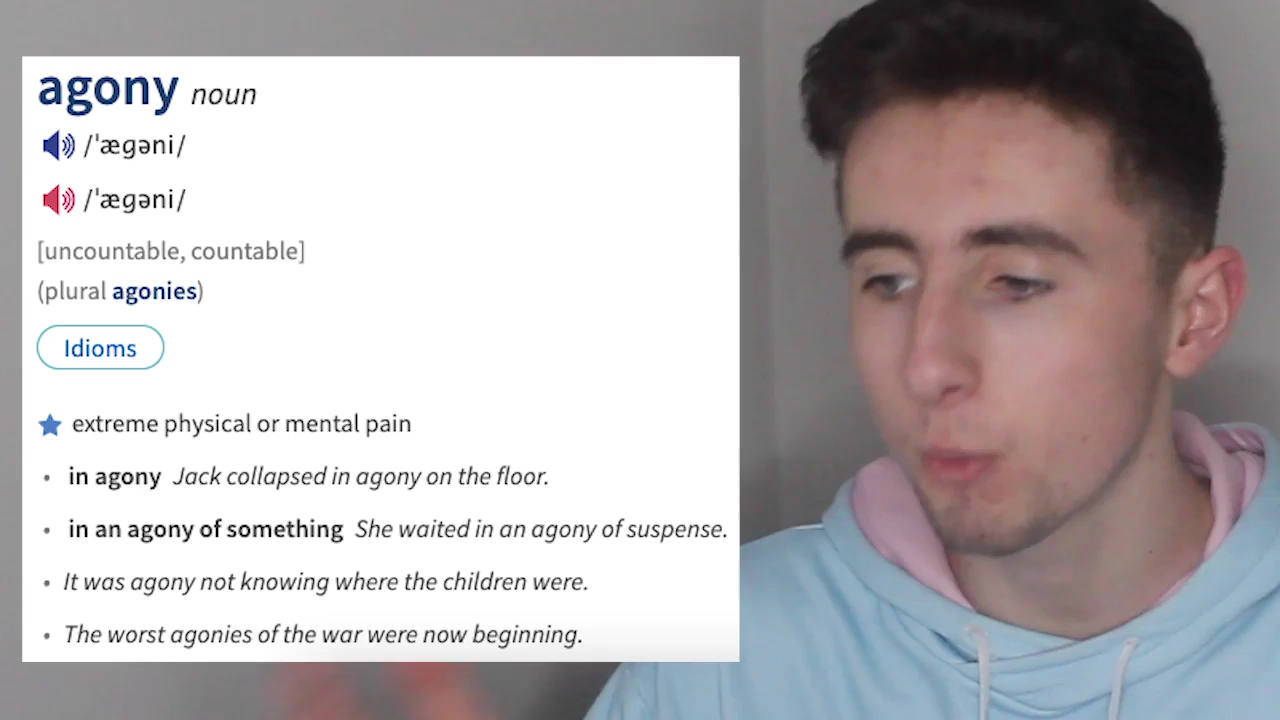 agony noun
/ˈæɡəni/
/ˈæɡəni/
[uncountable, countable]
(plural agonies)
Idioms
extreme physical or mental pain
in agony Jack collapsed in agony on the floor.
in an agony of something She waited in an agony of suspense.
It was agony not knowing where the children were.
The worst agonies of the war were now beginning.